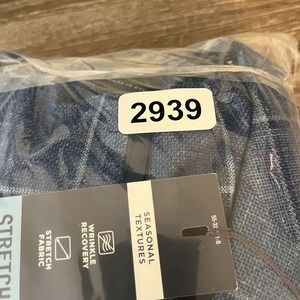 2939
SEASONAL
TEXTURES
WRINKLE
RECOVERY
STRETCH
FABRIC
STRETCH